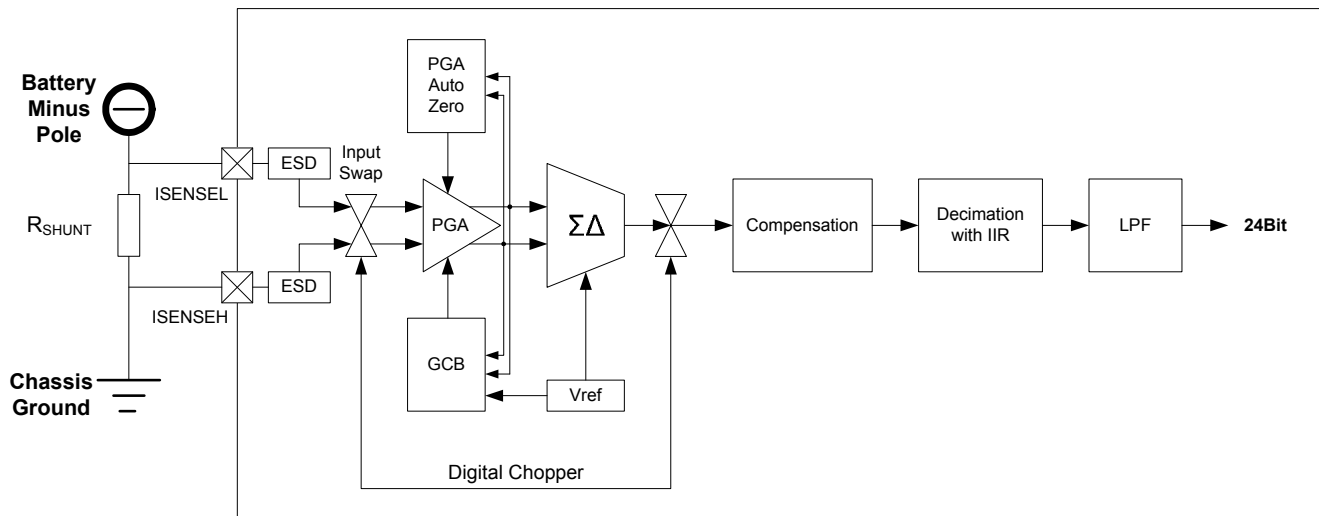 Battery
Minus
Pole
RSHUNT
Chassis
Ground
ISENSEL
ISENSEH
ESD
ESD
Input
Swap
PGA
Auto
Zero
PGA
GCB
Vref
ΣΔ
Digital Chopper
Compensation
Decimation
with IIR
LPF
24Bit